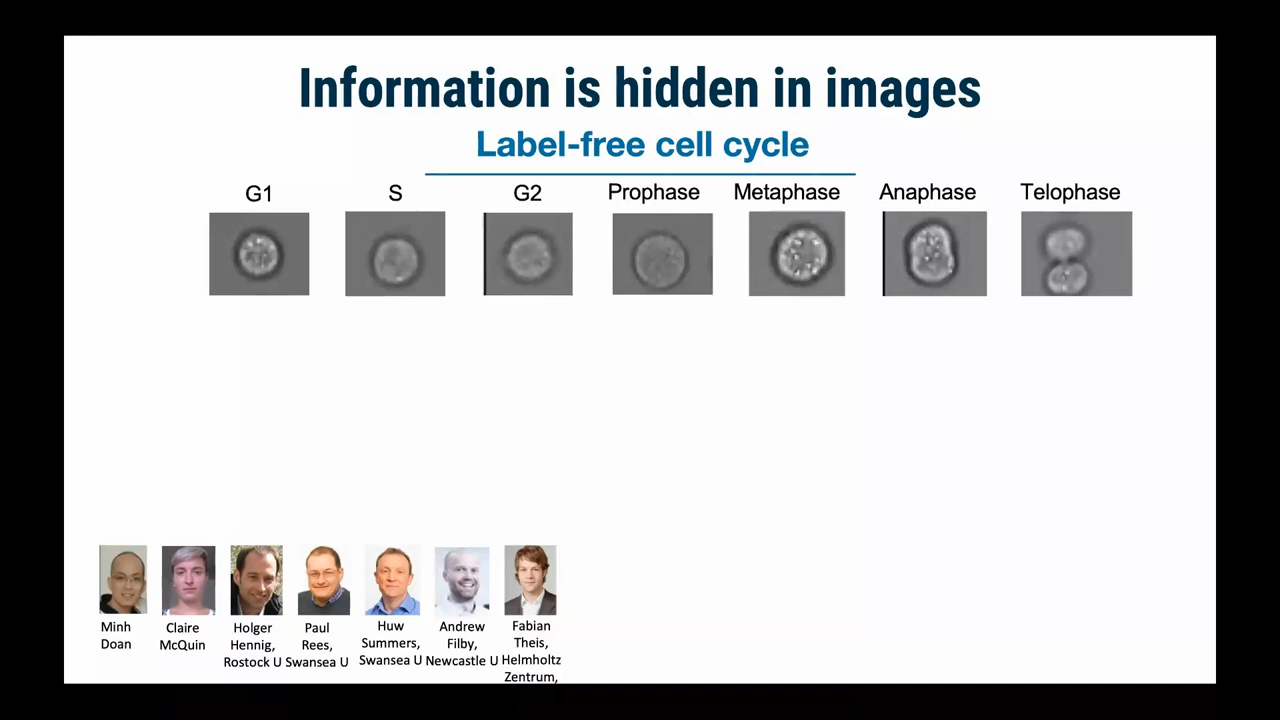 Information is hidden in images
Label-free cell cycle
G1 S G2 Prophase Metaphase Anaphase Telophase
Minh
Doan
Claire
McQuin
Holger
Hennig,
Rostock U
Paul
Rees,
Swansea U
Huw
Summers,
Swansea U
Andrew
Filby,
Newcastle U
Fabian
Theis,
Helmholtz
Zentrum,